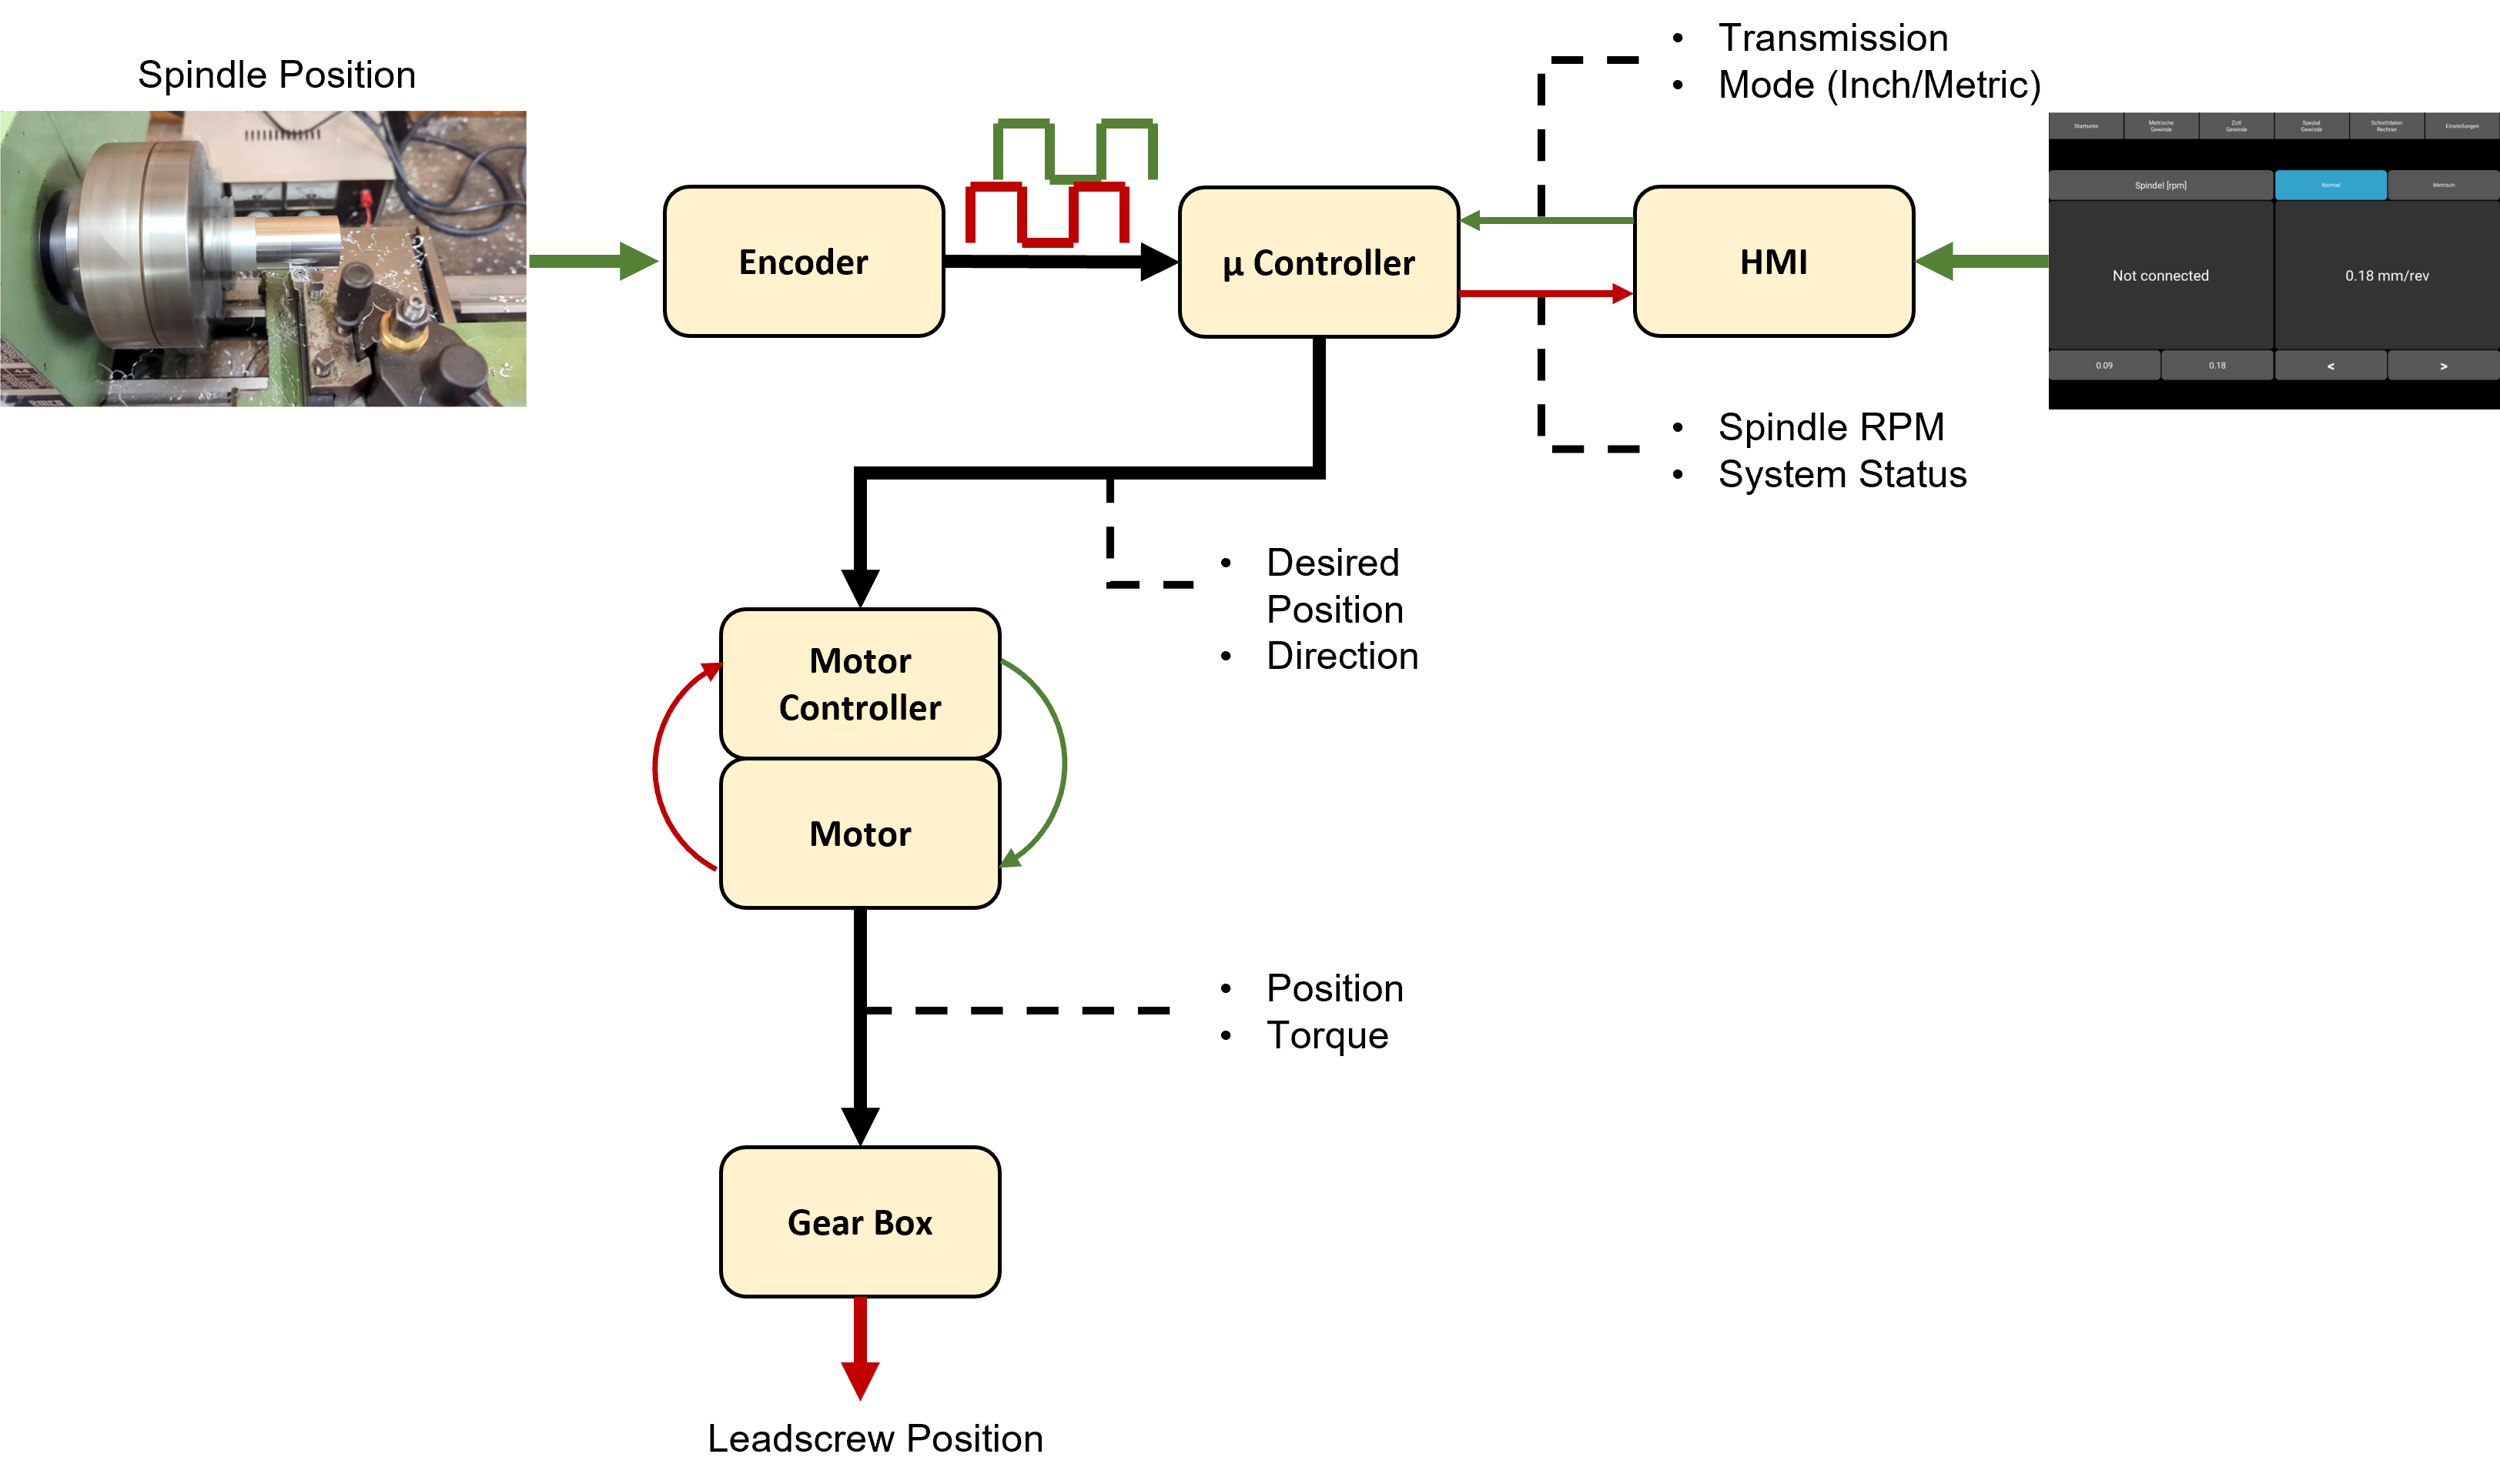 Spindle Position
• Transmission
• Mode (Inch/Metric)
Startseite
Metrische
Gewinde
Zoll
Gewinde
Spezial
Gewinde
Schnittdaten
Rechner
Einstellungen
Spindel [rpm]
Normal
Metrisch
Not connected
0.18 mm/rev
0.09
0.18
<
>
Encoder
µ Controller
HMI
• Spindle RPM
• System Status
• Desired
Position
• Direction
Motor
Controller
Motor
• Position
• Torque
Gear Box
Leadscrew Position